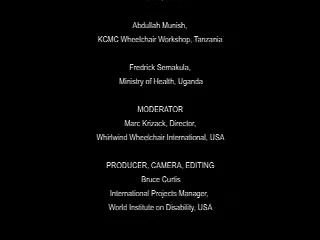 Abdullah Munish,
KCMC Wheelchair Workshop, Tanzania
Fredrick Semakula,
Ministry of Health, Uganda
MODERATOR
Marc Krizack, Director,
Whirlwind Wheelchair International, USA
PRODUCER, CAMERA, EDITING
Bruce Curtis
International Projects Manager,
World Institute on Disability, USA